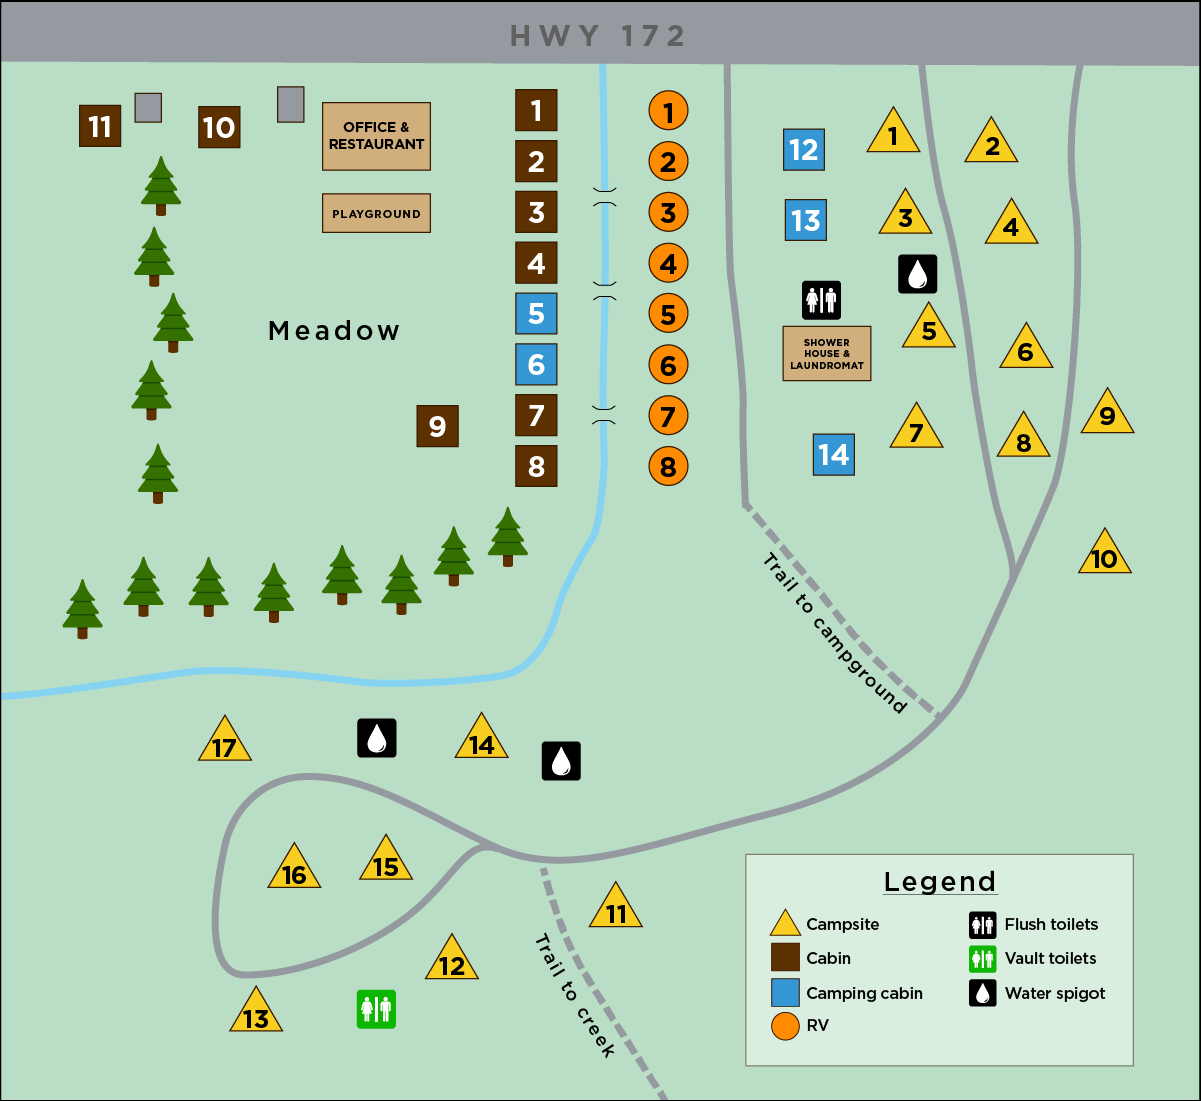 HWY 172
11
10
OFFICE &
RESTAURANT
PLAYGROUND
Meadow
1
2
3
4
5
6
7
8
9
1
2
3
4
5
6
7
8
12
13
SHOWER
HOUSE &
LAUNDROMAT
14
1
2
3
4
5
6
7
8
9
10
Trail to campground
17
14
16
15
11
12
13
Trail to creek
Legend
Campsite
Cabin
Camping cabin
RV
Flush toilets
Vault toilets
Water spigot